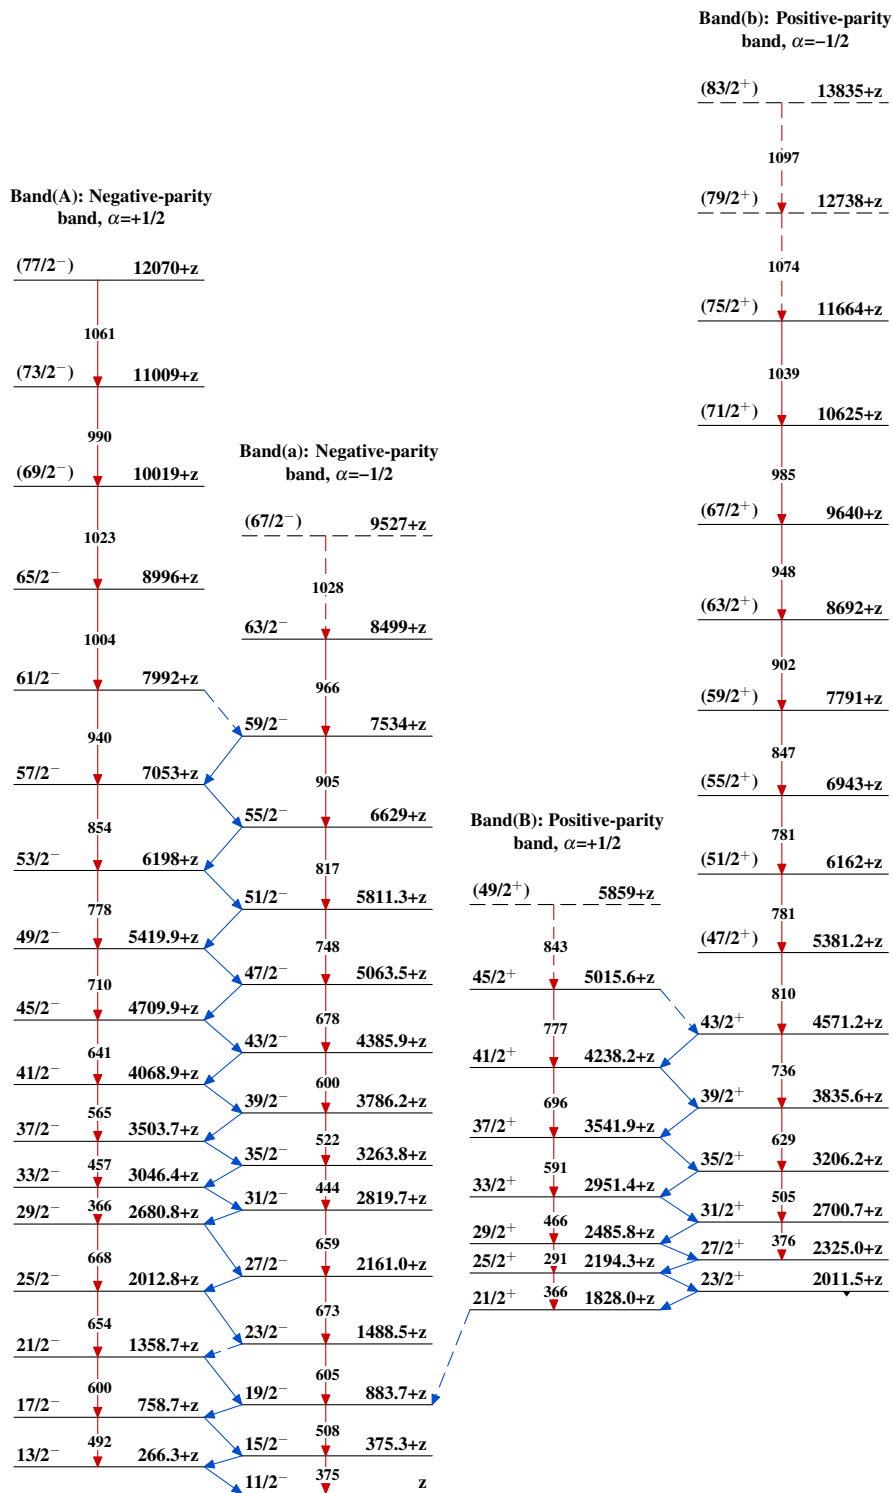 Band(A): Negative-parity
band, α=+1/2
(77/2⁻) 12070+z
1061
(73/2⁻) 11009+z
990
(69/2⁻) 10019+z
1023
65/2⁻ 8996+z
1004
61/2⁻ 7992+z
940
57/2⁻ 7053+z
854
53/2⁻ 6198+z
778
49/2⁻ 5419.9+z
710
45/2⁻ 4709.9+z
641
41/2⁻ 4068.9+z
565
37/2⁻ 3503.7+z
457
33/2⁻ 3046.4+z
366
29/2⁻ 2680.8+z
668
25/2⁻ 2012.8+z
654
21/2⁻ 1358.7+z
600
17/2⁻ 758.7+z
492
13/2⁻ 266.3+z
Band(a): Negative-parity
band, α=−1/2
(67/2⁻) 9527+z
1028
63/2⁻ 8499+z
966
59/2⁻ 7534+z
905
55/2⁻ 6629+z
817
51/2⁻ 5811.3+z
748
47/2⁻ 5063.5+z
678
43/2⁻ 4385.9+z
600
39/2⁻ 3786.2+z
522
35/2⁻ 3263.8+z
444
31/2⁻ 2819.7+z
659
27/2⁻ 2161.0+z
673
23/2⁻ 1488.5+z
605
19/2⁻ 883.7+z
508
15/2⁻ 375.3+z
375
11/2⁻ z
Band(B): Positive-parity
band, α=+1/2
(49/2⁺) 5859+z
843
45/2⁺ 5015.6+z
777
41/2⁺ 4238.2+z
696
37/2⁺ 3541.9+z
591
33/2⁺ 2951.4+z
466
29/2⁺ 2485.8+z
291
25/2⁺ 2194.3+z
366
21/2⁺ 1828.0+z
Band(b): Positive-parity
band, α=−1/2
(83/2⁺) 13835+z
1097
(79/2⁺) 12738+z
1074
(75/2⁺) 11664+z
1039
(71/2⁺) 10625+z
985
(67/2⁺) 9640+z
948
(63/2⁺) 8692+z
902
(59/2⁺) 7791+z
847
(55/2⁺) 6943+z
781
(51/2⁺) 6162+z
781
(47/2⁺) 5381.2+z
810
43/2⁺ 4571.2+z
736
39/2⁺ 3835.6+z
629
35/2⁺ 3206.2+z
505
31/2⁺ 2700.7+z
376
27/2⁺ 2325.0+z
23/2⁺ 2011.5+z